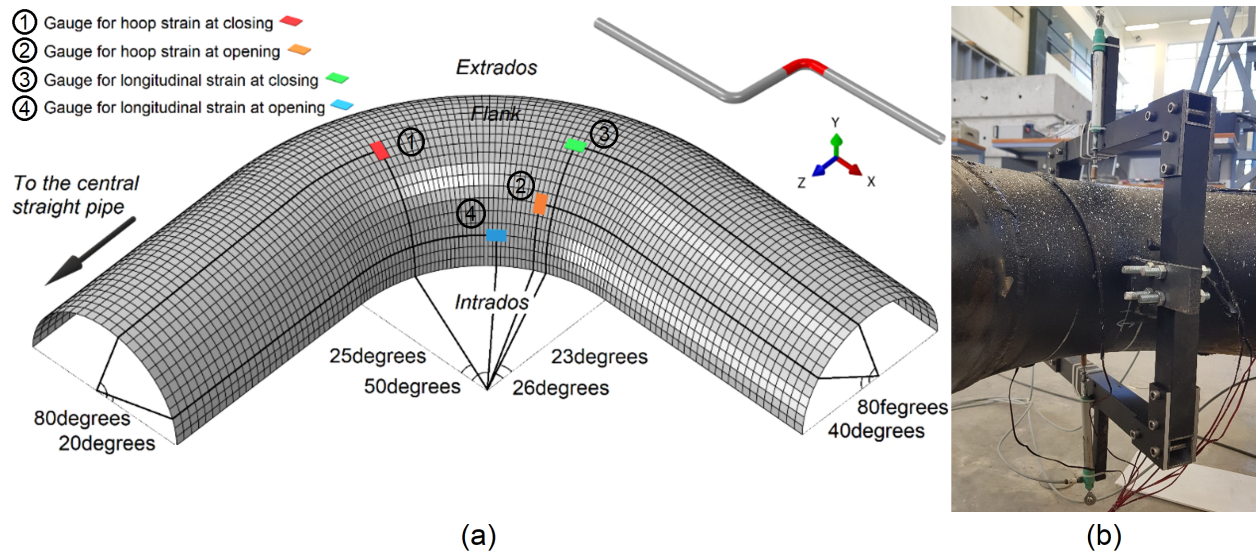 ① Gauge for hoop strain at closing
② Gauge for hoop strain at opening
③ Gauge for longitudinal strain at closing
④ Gauge for longitudinal strain at opening
Extrados
Flank
①
③
②
④
To the central
straight pipe
Y
Z
X
Intrados
25degrees
50degrees
23degrees
26degrees
80degrees
20degrees
80fegrees
40degrees
(a)
(b)